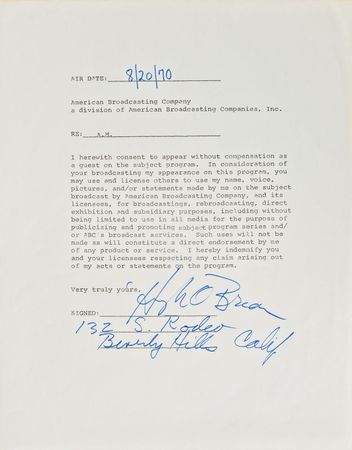 AIR DATE: 8/20/70
American Broadcasting Company
a division of American Broadcasting Companies, Inc.
RE: A.M.
I herewith consent to appear without compensation as
a guest on the subject program. In consideration of
your broadcasting my appearance on this program, you
may use and license others to use my name, voice,
pictures, and/or statements made by me on the subject
broadcast by American Broadcasting Company, and its
licensees, for broadcastings, rebroadcasting, direct
exhibition and subsidiary purposes, including without
being limited to use in all media for the purpose of
publicizing and promoting subject program series and/
or ABC's broadcast services. Such uses will not be
made as will constitute a direct endorsement by me
of any product or service. I hereby indemnify you
and your licensees respecting any claim arising out
of my acts or statements on the program.
Very truly yours,
Hugh O'Brian
SIGNED:
132 S. Rodeo
Beverly Hills Calif